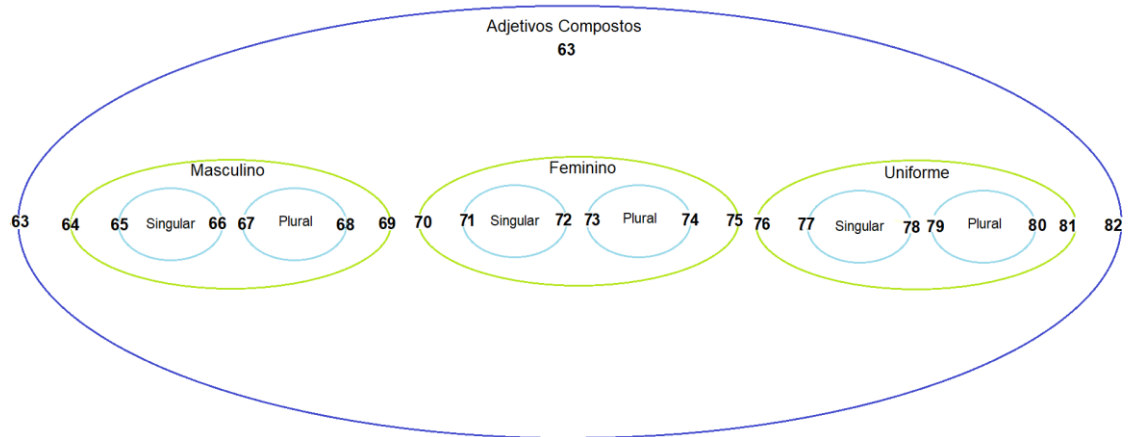 Adjetivos Compostos
63
Masculino
Feminino
Uniforme
63 64 65 Singular 66 67 Plural 68 69 70 71 Singular 72 73 Plural 74 75 76 77 Singular 78 79 Plural 80 81 82